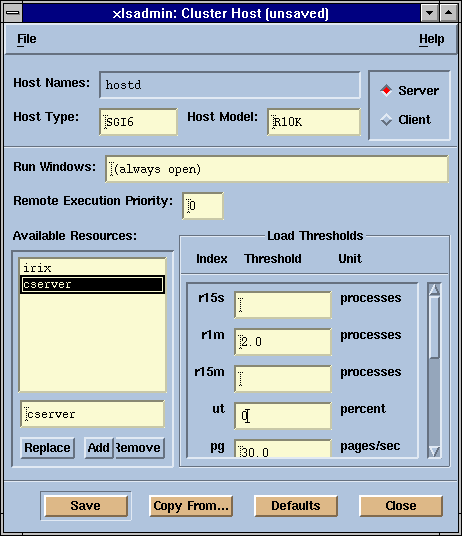 xlsadmin: Cluster Host (unsaved)
File Help
Host Names: hostd
Server
Host Type: SGI6 Host Model: R10K
Client
Run Windows: (always open)
Remote Execution Priority: 0
Available Resources:
irix
cserver
cserver
Replace Add Remove
Load Thresholds
Index Threshold Unit
r15s processes
r1m 2.0 processes
r15m processes
ut 0 percent
pg 30.0 pages/sec
Save Copy From... Defaults Close